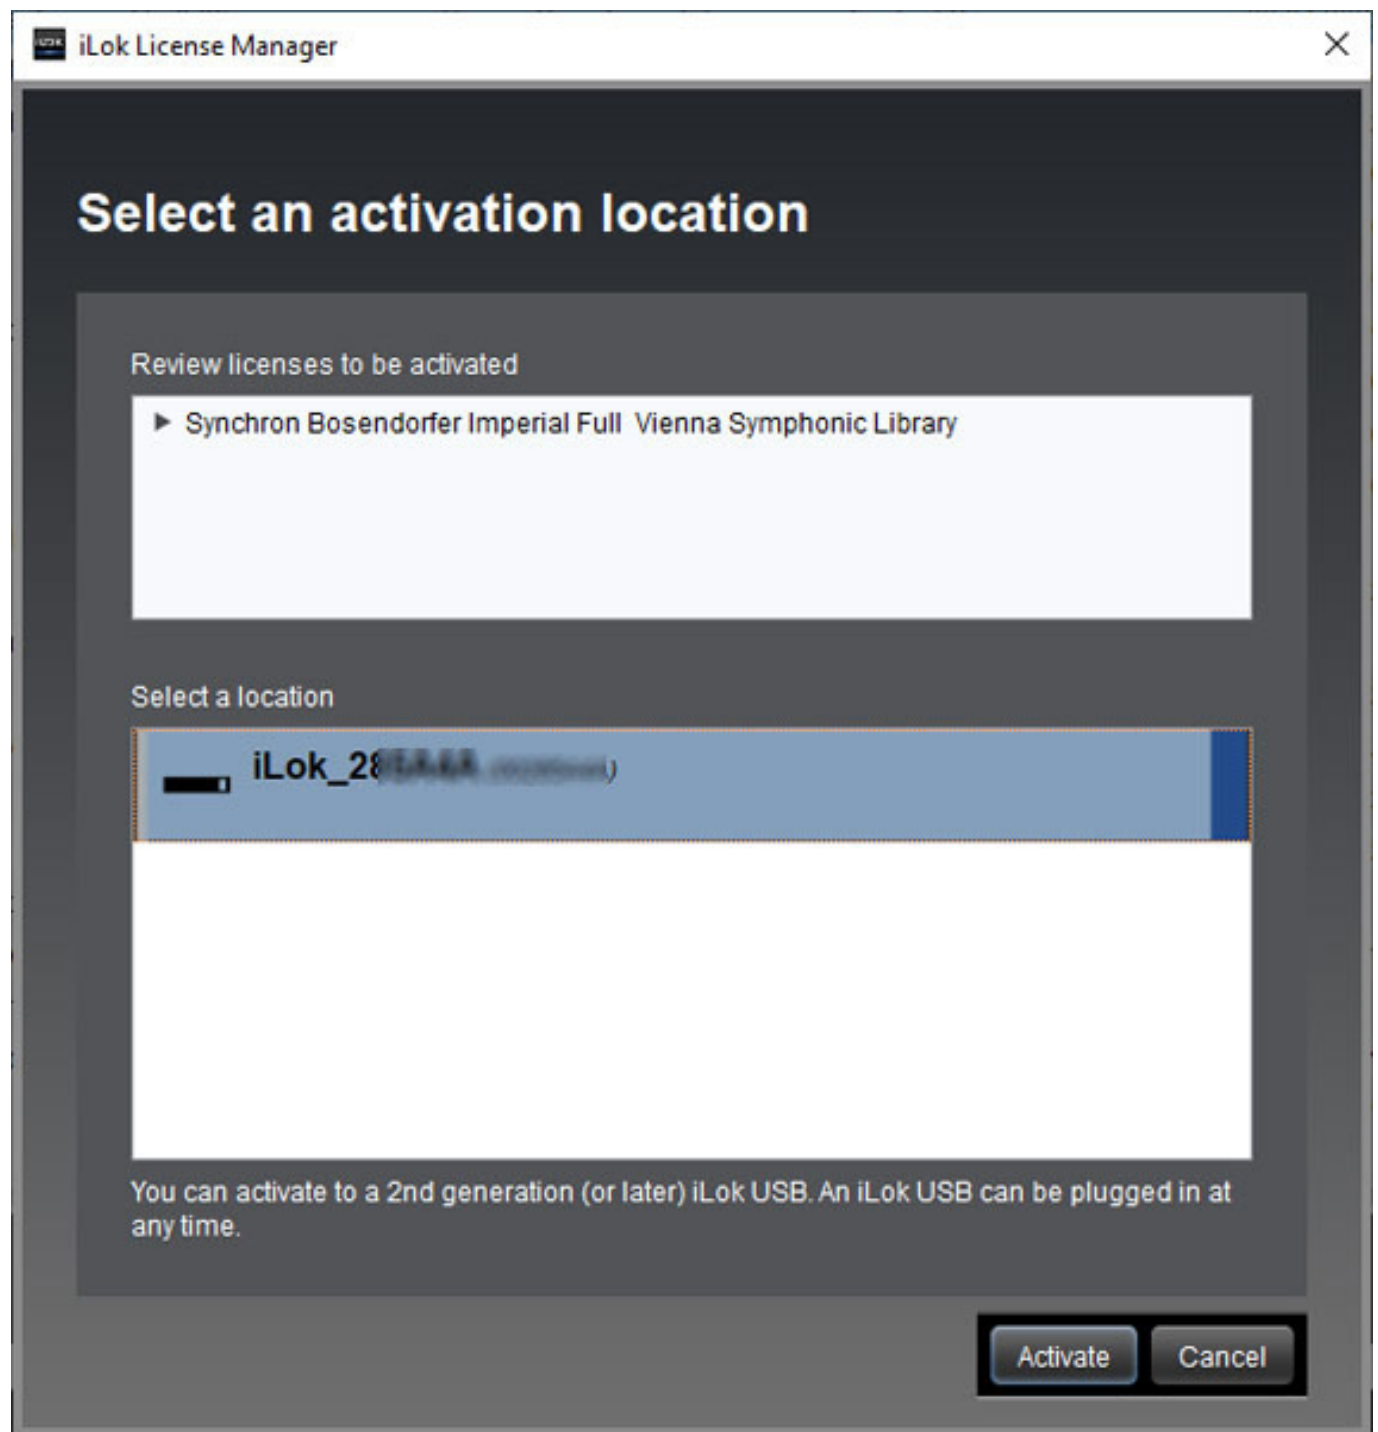 iLok License Manager
Select an activation location
Review licenses to be activated
Synchron Bosendorfer Imperial Full Vienna Symphonic Library
Select a location
You can activate to a 2nd generation (or later) iLok USB. An iLok USB can be plugged in at
any time.
Activate Cancel